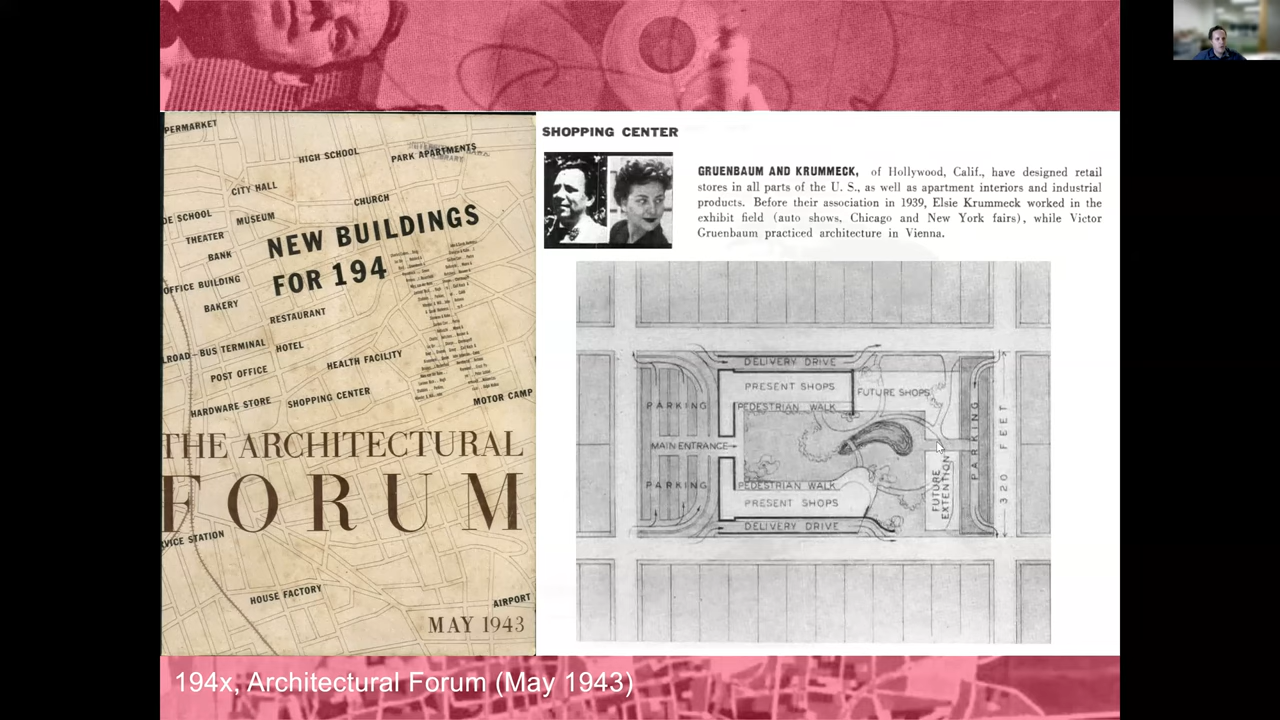 PERMARKET
HIGH SCHOOL
PARK APARTMENTS
CITY HALL
CHURCH
DE SCHOOL
MUSEUM
THEATER
NEW BUILDINGS
FOR 194
BANK
OFFICE BUILDING
BAKERY
RESTAURANT
LROAD-BUS TERMINAL
HOTEL
HEALTH FACILITY
POST OFFICE
HARDWARE STORE
SHOPPING CENTER
MOTOR CAMP
THE ARCHITECTURAL
FORUM
RVICE STATION
HOUSE FACTORY
AIRPORT
MAY 1943
SHOPPING CENTER
GRUENBAUM AND KRUMMECK, of Hollywood, Calif., have designed retail
stores in all parts of the U. S., as well as apartment interiors and industrial
products. Before their association in 1939, Elsie Krummeck worked in the
exhibit field (auto shows, Chicago and New York fairs), while Victor
Gruenbaum practiced architecture in Vienna.
DELIVERY DRIVE
PRESENT SHOPS
FUTURE SHOPS
PARKING
PEDESTRIAN WALK
MAIN ENTRANCE
PARKING
PEDESTRIAN WALK
PRESENT SHOPS
DELIVERY DRIVE
FUTURE
EXTENTION
PARKING
320 FEET
194x, Architectural Forum (May 1943)